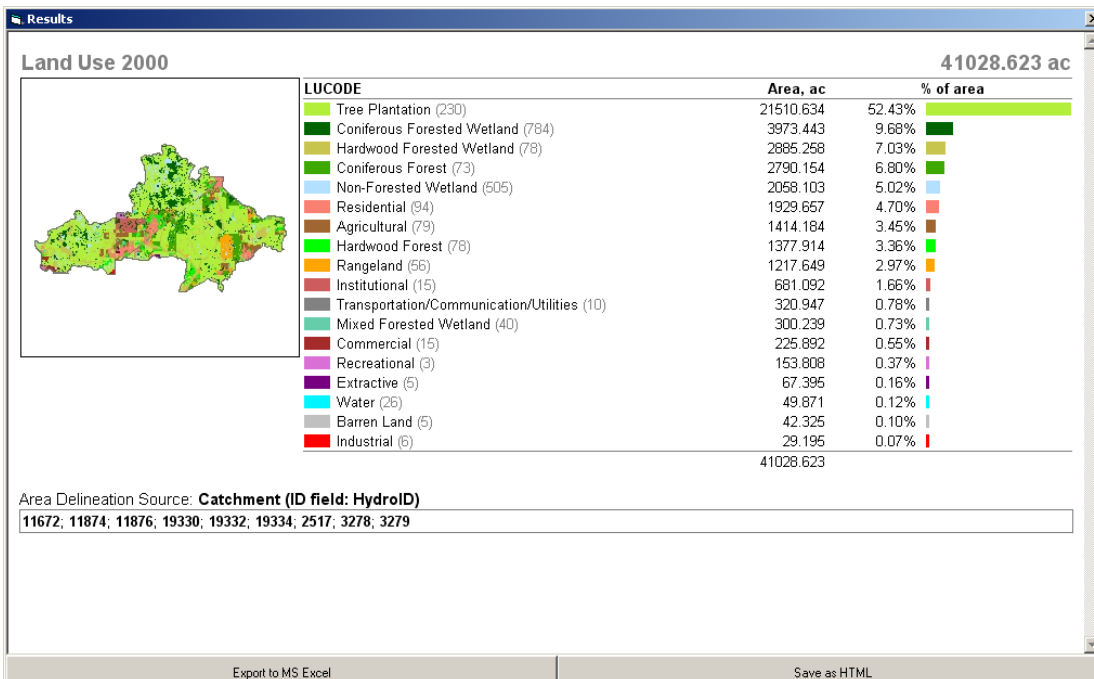 Results
Land Use 2000 41028.623 ac
LUCODE Area, ac % of area
Tree Plantation (230) 21510.634 52.43%
Coniferous Forested Wetland (784) 3973.443 9.68%
Hardwood Forested Wetland (78) 2885.258 7.03%
Coniferous Forest (73) 2790.154 6.80%
Non-Forested Wetland (505) 2058.103 5.02%
Residential (94) 1929.657 4.70%
Agricultural (79) 1414.184 3.45%
Hardwood Forest (78) 1377.914 3.36%
Rangeland (56) 1217.649 2.97%
Institutional (15) 681.092 1.66%
Transportation/Communication/Utilities (10) 320.947 0.78%
Mixed Forested Wetland (40) 300.239 0.73%
Commercial (15) 225.892 0.55%
Recreational (3) 153.808 0.37%
Extractive (5) 67.395 0.16%
Water (26) 49.871 0.12%
Barren Land (5) 42.325 0.10%
Industrial (6) 29.195 0.07%
41028.623
Area Delineation Source: Catchment (ID field: HydroID)
11672; 11874; 11876; 19330; 19332; 19334; 2517; 3278; 3279
Export to MS Excel Save as HTML